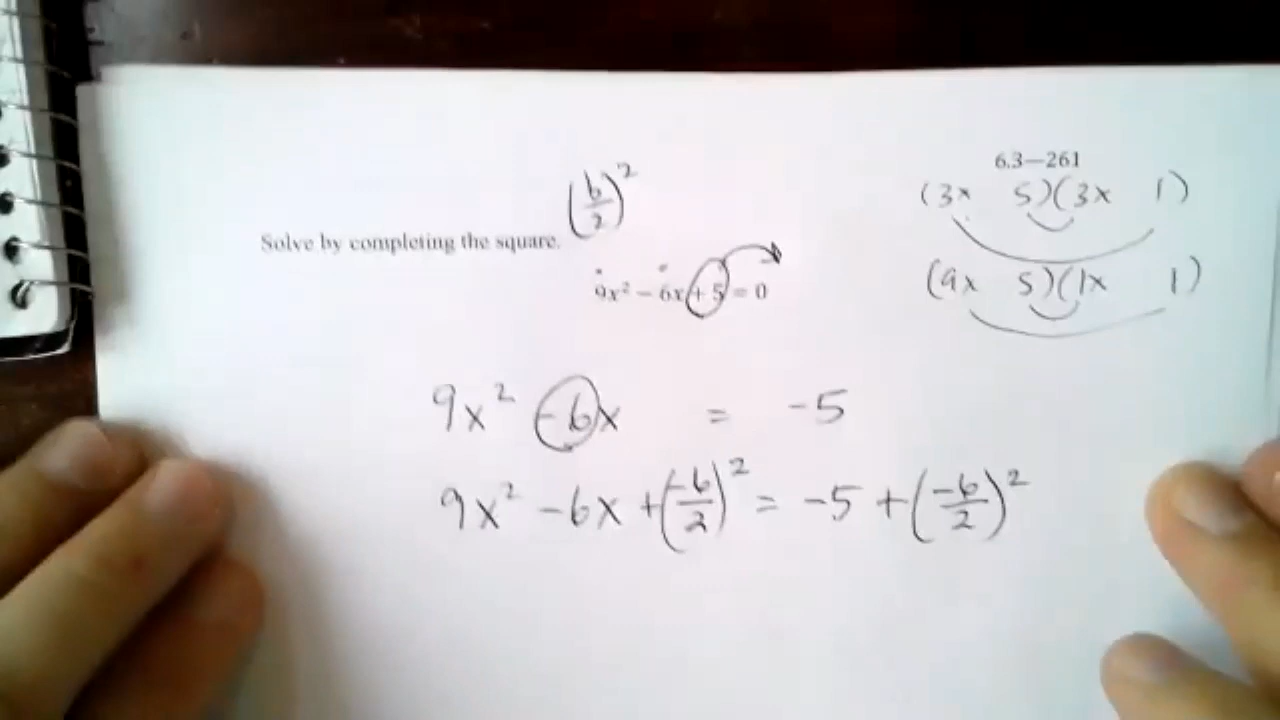 6.3—261
(3x 5)(3x 1)
(b/2)²
Solve by completing the square.
(9x 5)(1x 1)
9x² − 6x + 5 = 0
9x² -6x = -5
9x² -6x +(-6/2)² = -5 +(-6/2)²